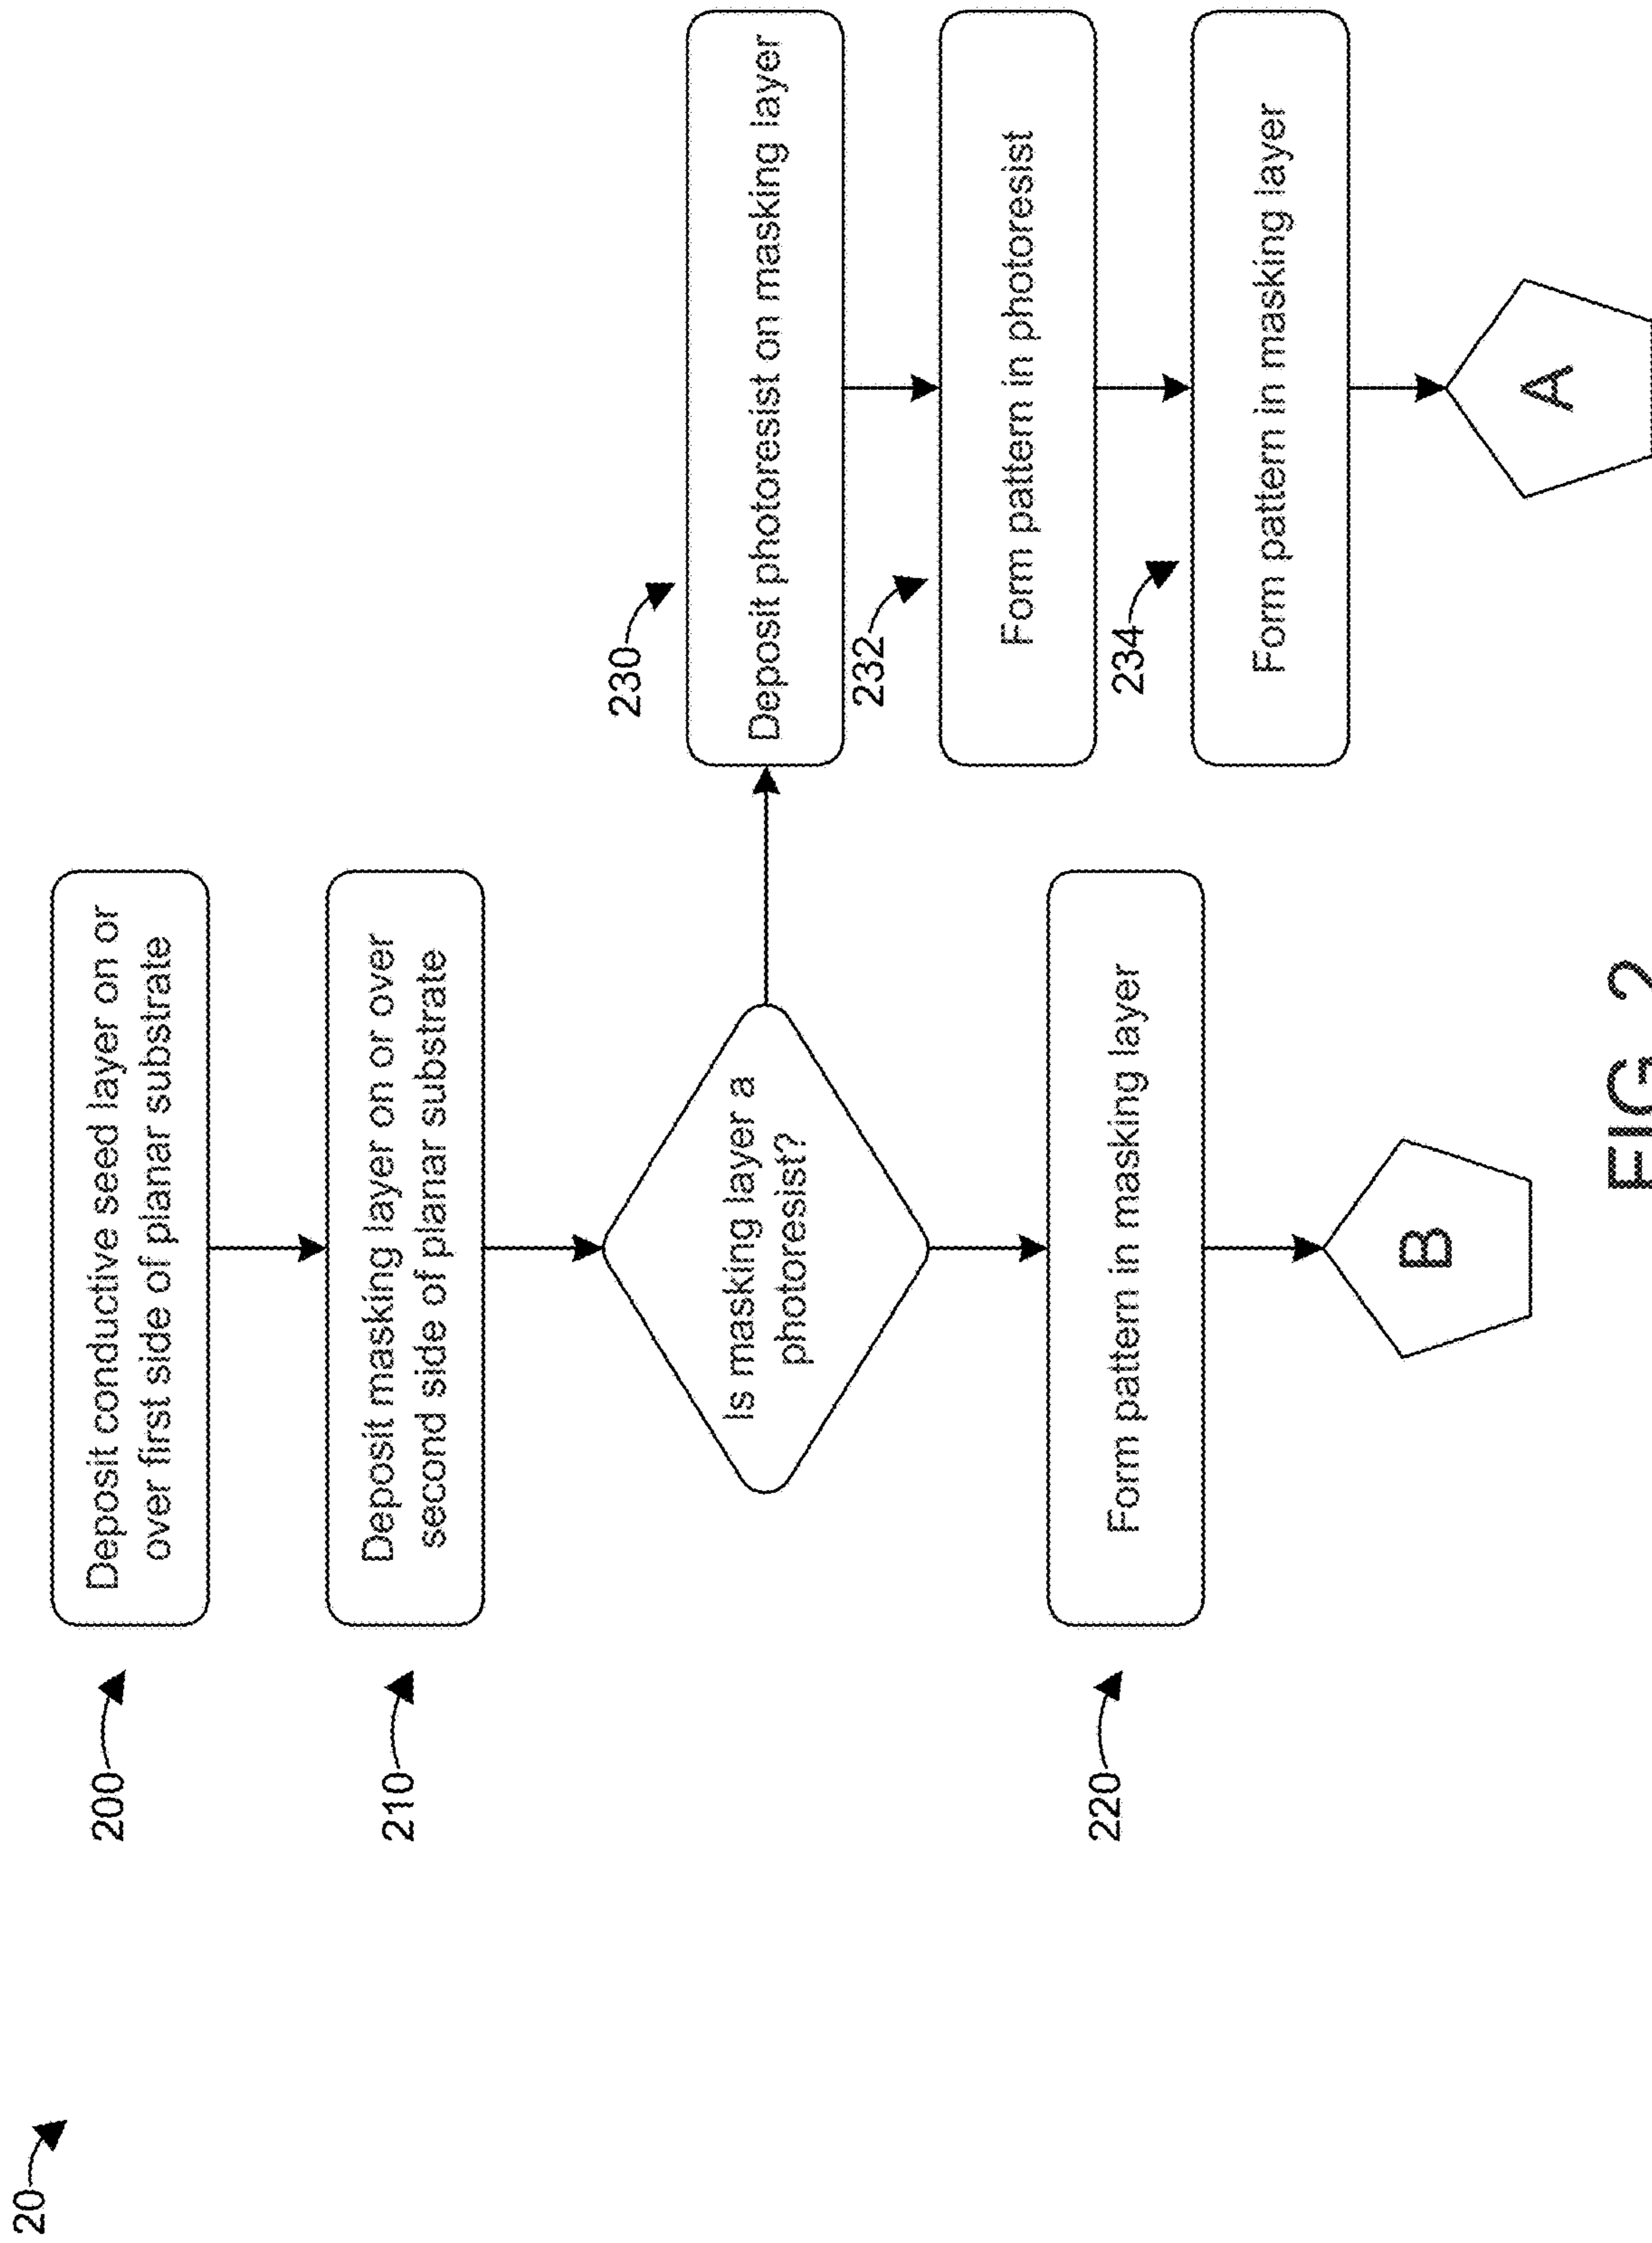 20
200
Deposit conductive seed layer on or
over first side of planar substrate
210
Deposit masking layer on or over
second side of planar substrate
Is masking layer a
photoresist?
230
Deposit photoresist on masking layer
232
Form pattern in photoresist
234
Form pattern in masking layer
A
220
Form pattern in masking layer
B
FIG 2